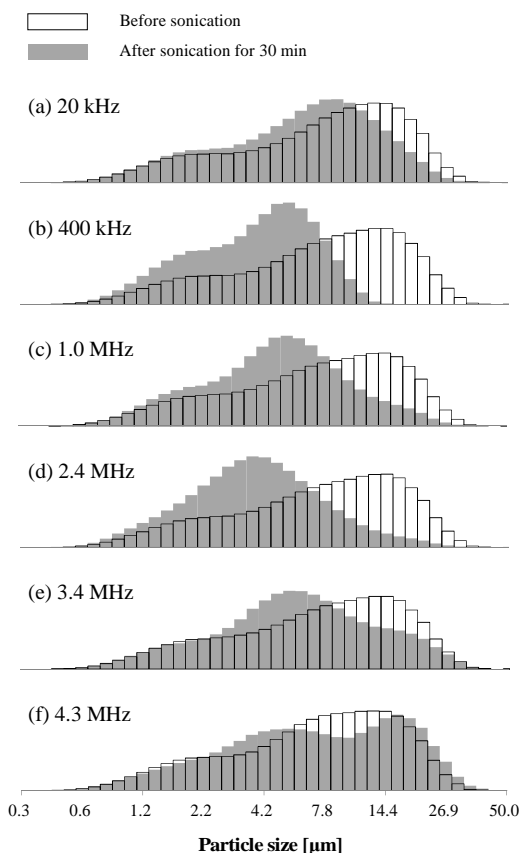 Before sonication
After sonication for 30 min
(a) 20 kHz
(b) 400 kHz
(c) 1.0 MHz
(d) 2.4 MHz
(e) 3.4 MHz
(f) 4.3 MHz
0.3 0.6 1.2 2.2 4.2 7.8 14.4 26.9 50.0
Particle size [μm]